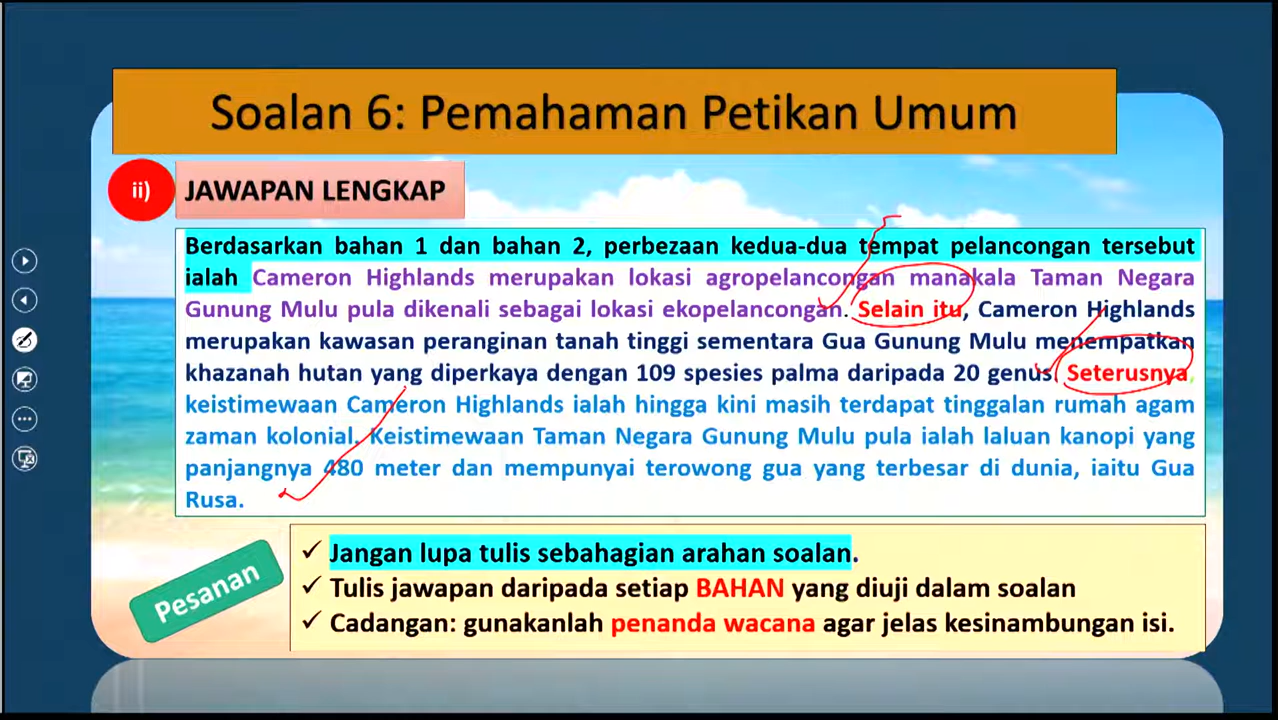 Soalan 6: Pemahaman Petikan Umum
ii)
JAWAPAN LENGKAP
Berdasarkan bahan 1 dan bahan 2, perbezaan kedua-dua tempat pelancongan tersebut
ialah Cameron Highlands merupakan lokasi agropelancongan manakala Taman Negara
Gunung Mulu pula dikenali sebagai lokasi ekopelancongan. Selain itu, Cameron Highlands
merupakan kawasan peranginan tanah tinggi sementara Gua Gunung Mulu menempatkan
khazanah hutan yang diperkaya dengan 109 spesies palma daripada 20 genus. Seterusnya,
keistimewaan Cameron Highlands ialah hingga kini masih terdapat tinggalan rumah agam
zaman kolonial. Keistimewaan Taman Negara Gunung Mulu pula ialah laluan kanopi yang
panjangnya 480 meter dan mempunyai terowong gua yang terbesar di dunia, iaitu Gua
Rusa.
Pesanan
✓ Jangan lupa tulis sebahagian arahan soalan.
✓ Tulis jawapan daripada setiap BAHAN yang diuji dalam soalan
✓ Cadangan: gunakanlah penanda wacana agar jelas kesinambungan isi.